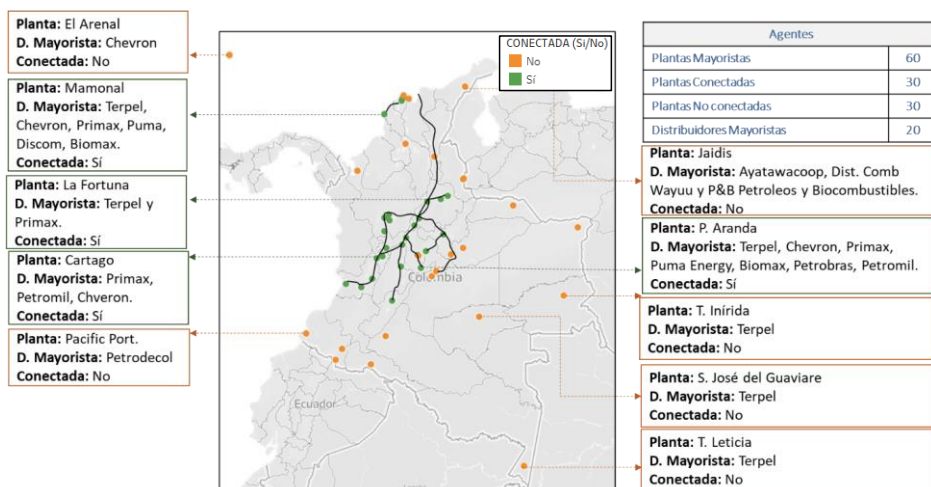 Planta: El Arenal
D. Mayorista: Chevron
Conectada: No
Planta: Mamonal
D. Mayorista: Terpel,
Chevron, Primax, Puma,
Discom, Biomax.
Conectada: Sí
Planta: La Fortuna
D. Mayorista: Terpel y
Primax.
Conectada: Sí
Planta: Cartago
D. Mayorista: Primax,
Petromil, Chveron.
Conectada: Sí
Planta: Pacific Port.
D. Mayorista: Petrodecol
Conectada: No
CONECTADA (Si/No)
No
Sí
Colombia
Ecuador
Agentes
Plantas Mayoristas 60
Plantas Conectadas 30
Plantas No conectadas 30
Distribuidores Mayoristas 20
Planta: Jaidis
D. Mayorista: Ayatawacoop, Dist. Comb
Wayuu y P&B Petroleos y Biocombustibles.
Conectada: No
Planta: P. Aranda
D. Mayorista: Terpel, Chevron, Primax,
Puma Energy, Biomax, Petrobras, Petromil.
Conectada: Sí
Planta: T. Inírida
D. Mayorista: Terpel
Conectada: No
Planta: S. José del Guaviare
D. Mayorista: Terpel
Conectada: No
Planta: T. Leticia
D. Mayorista: Terpel
Conectada: No